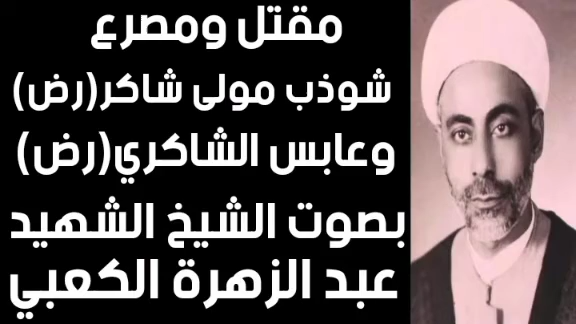 مقتل ومصرع
شوذب مولى شاكر(رض)
وعابس الشاكري(رض)
بصوت الشيخ الشهيد
عبد الزهرة الكعبي